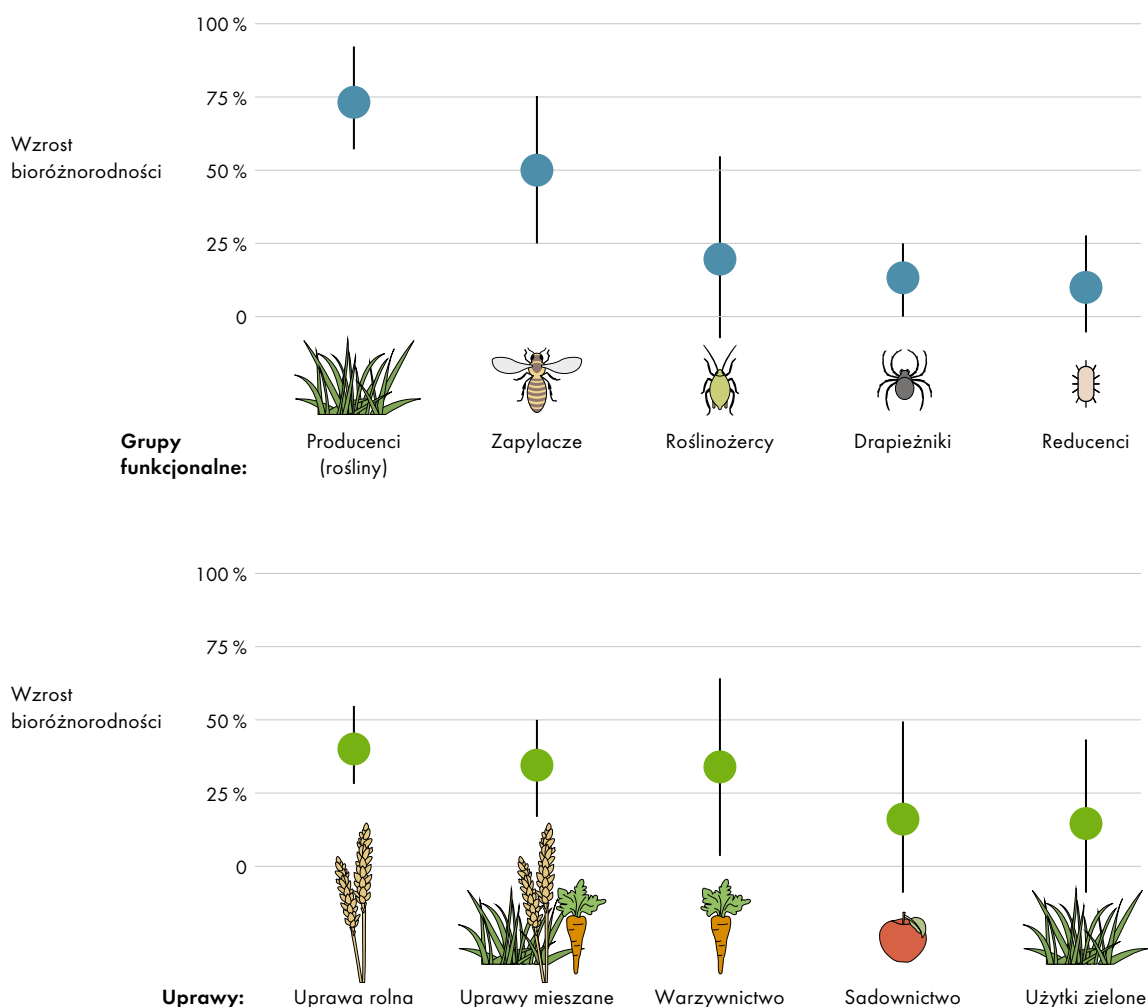 100 %
75 %
Wzrost
bioróżnorodności
50 %
25 %
0
Grupy
funkcjonalne:
Producenci
(rośliny)
Zapylacze
Roślinożercy
Drapieżniki
Reducenci
100 %
75 %
Wzrost
bioróżnorodności
50 %
25 %
0
Uprawy:
Uprawa rolna
Uprawy mieszane
Warzywnictwo
Sadownictwo
Użytki zielone